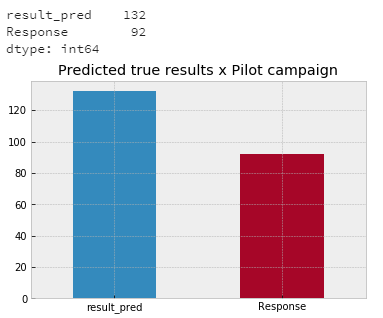 result_pred 132
Response 92
dtype: int64
Predicted true results x Pilot campaign
120
100
80
60
40
20
0
result_pred
Response